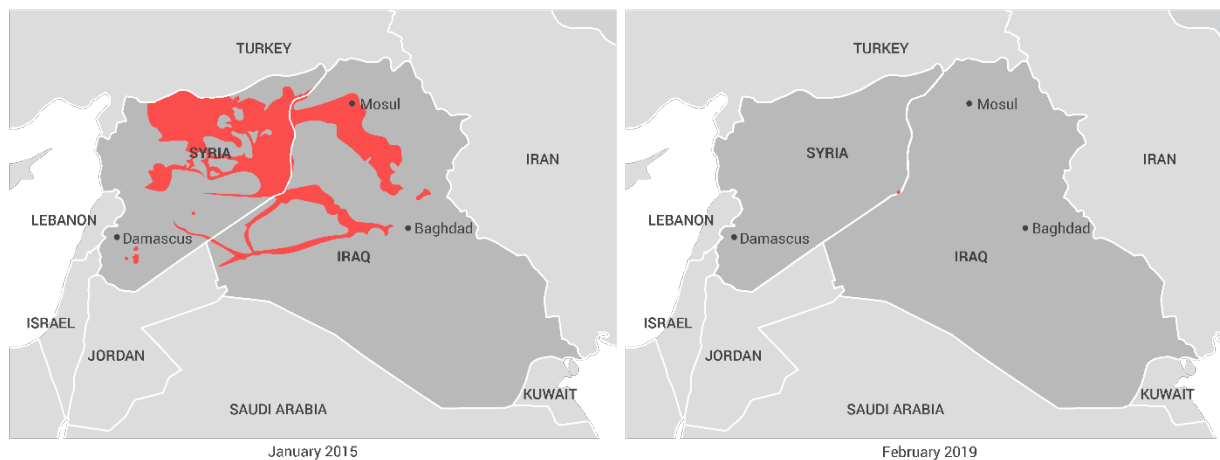 TURKEY
Mosul
SYRIA
IRAN
LEBANON
Damascus
Baghdad
IRAQ
ISRAEL
JORDAN
KUWAIT
SAUDI ARABIA
January 2015
TURKEY
Mosul
SYRIA
IRAN
LEBANON
Damascus
Baghdad
IRAQ
ISRAEL
JORDAN
KUWAIT
SAUDI ARABIA
February 2019